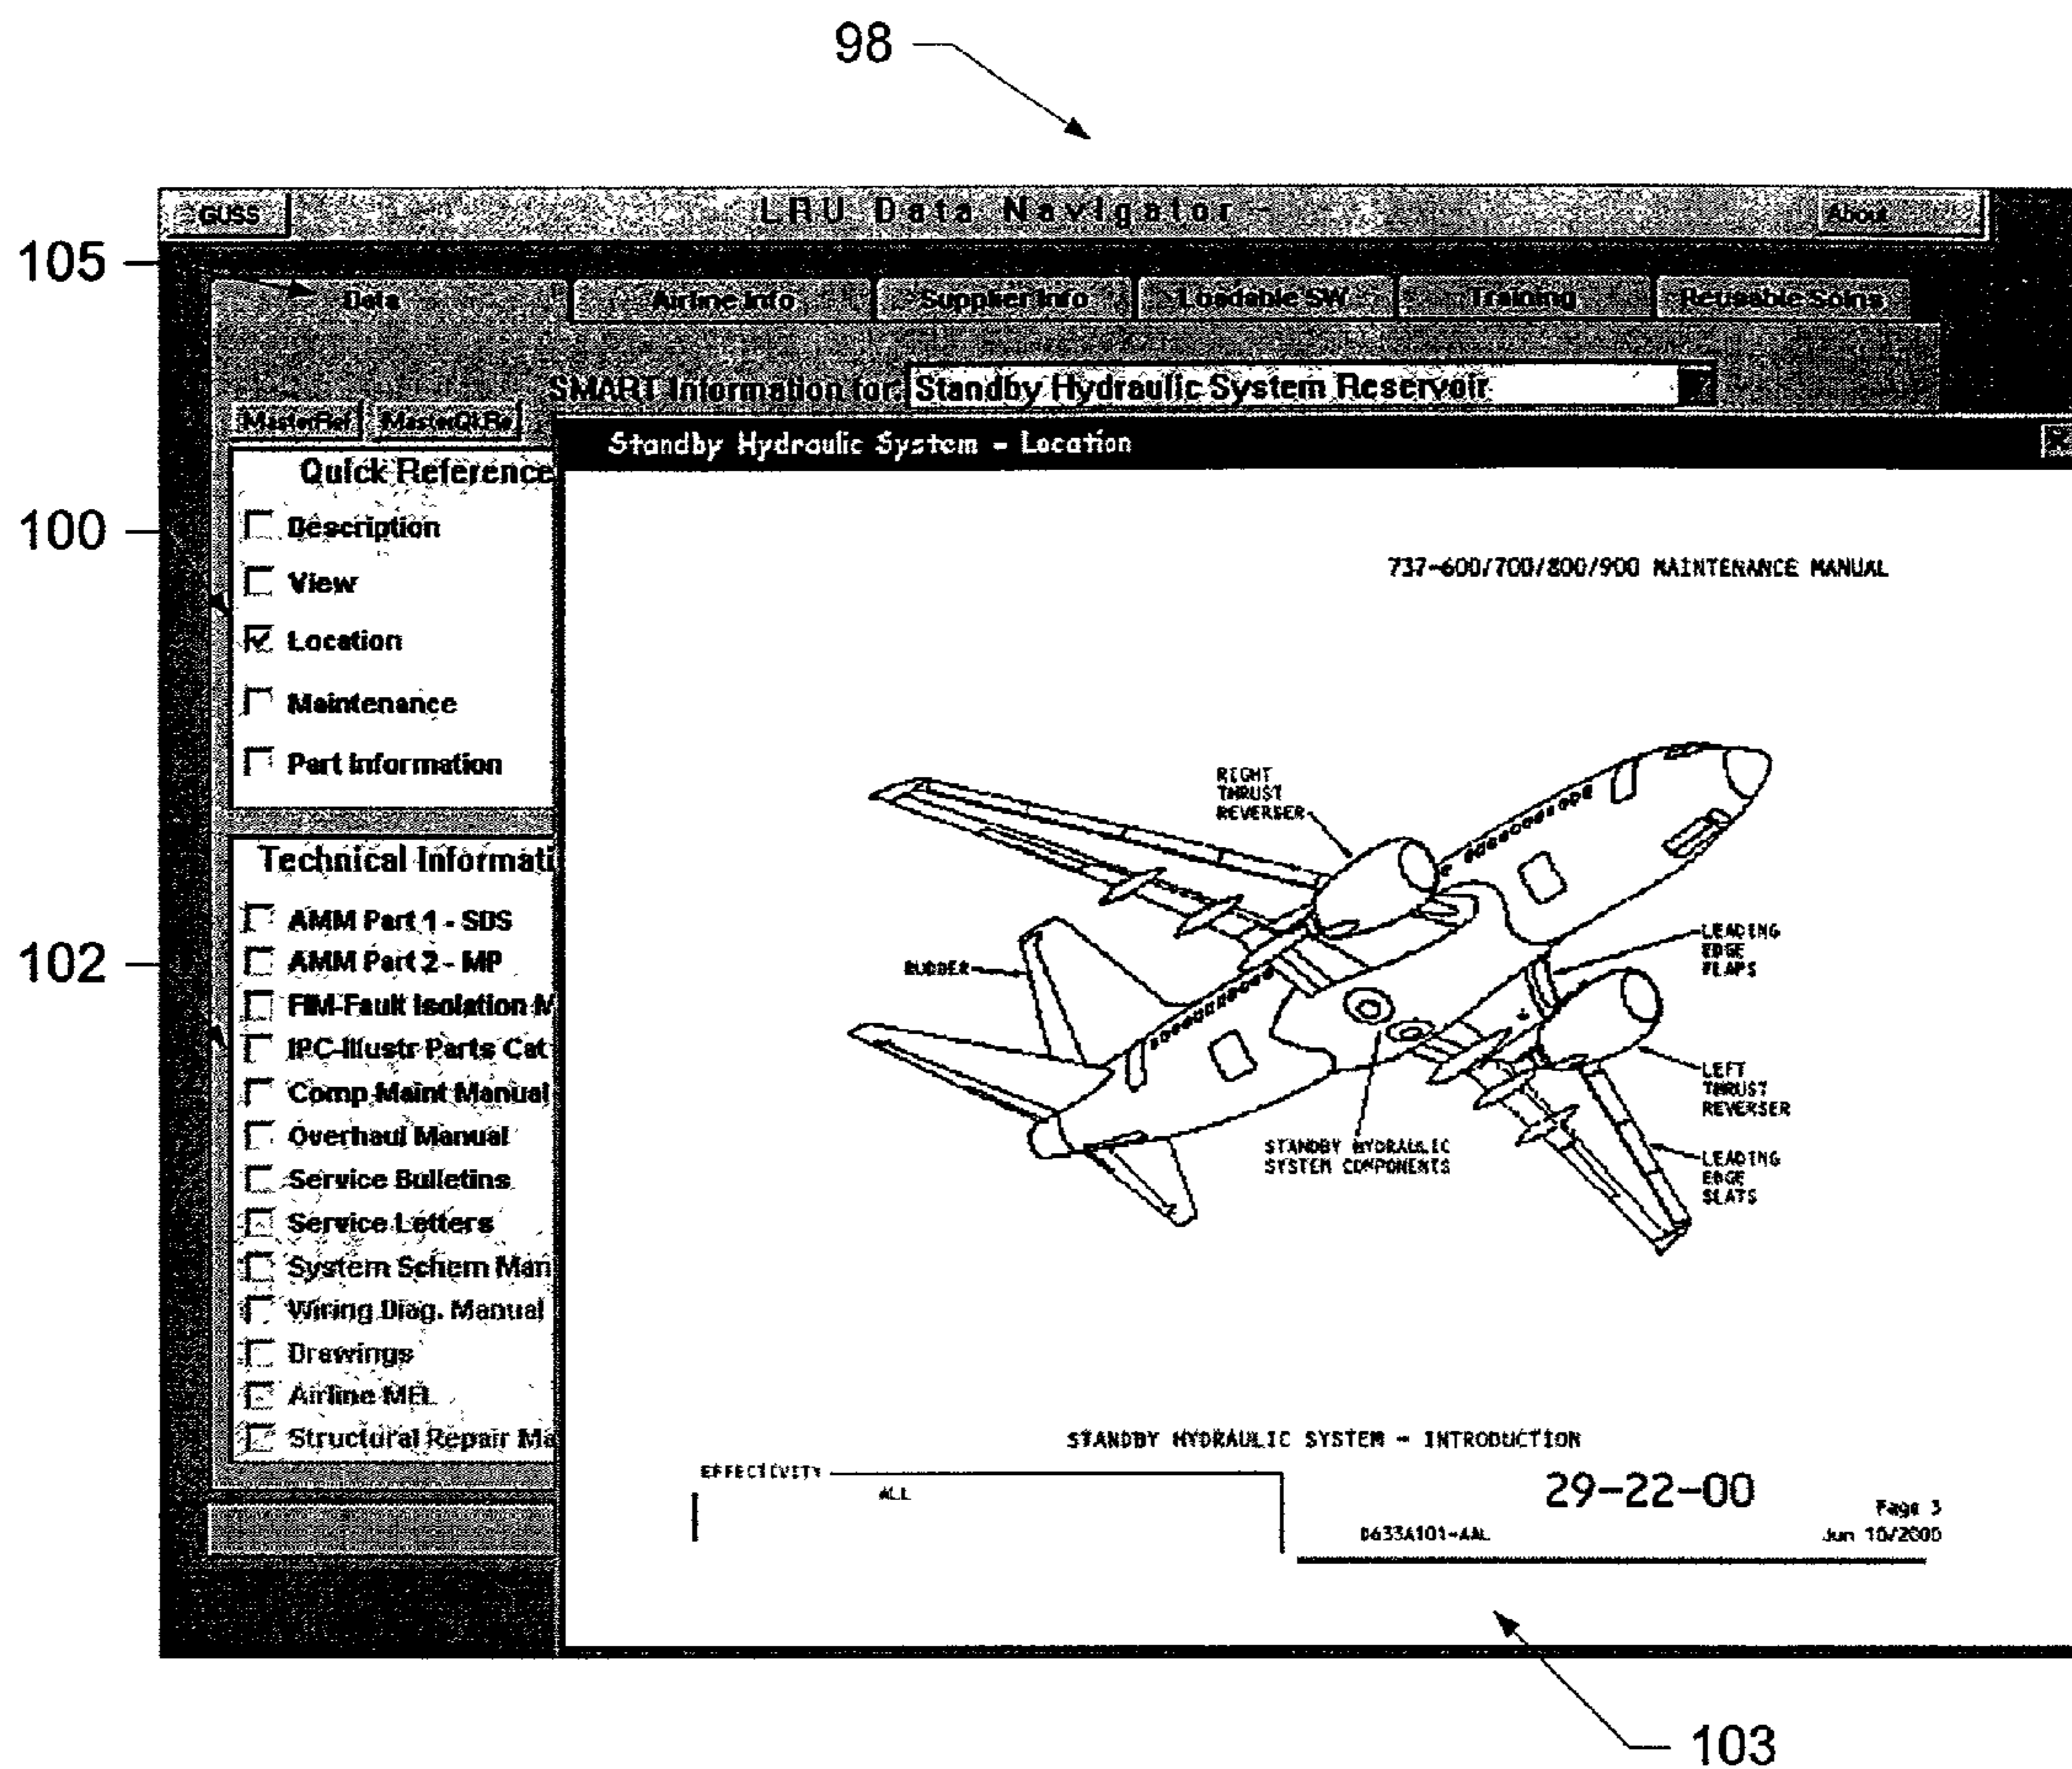 98
GUSS
LRU Data Navigator
About
105
Data
Airline Info
Supplier Info
Loadable SW
Training
Reusable Solns
SMART Information for: Standby Hydraulic System Reservoir
MasterRef
MasterQkRe
Standby Hydraulic System - Location
Quick Reference
100
Description
View
Location
Maintenance
Part Information
737-600/700/800/900 MAINTENANCE MANUAL
RIGHT
THRUST
REVERSER
RUDDER
LEADING
EDGE
FLAPS
LEFT
THRUST
REVERSER
STANDBY HYDRAULIC
SYSTEM COMPONENTS
LEADING
EDGE
SLATS
Technical Informati
102
AMM Part 1 - SDS
AMM Part 2 - MP
FIM-Fault Isolation M
IPC-Illustr Parts Cat
Comp Maint Manual
Overhaul Manual
Service Bulletins
Service Letters
System Schem Man
Wiring Diag. Manual
Drawings
Airline MEL
Structural Repair Ma
STANDBY HYDRAULIC SYSTEM - INTRODUCTION
EFFECTIVITY
ALL
29-22-00
D633A101-AAL
Page 3
Jun 10/2000
103